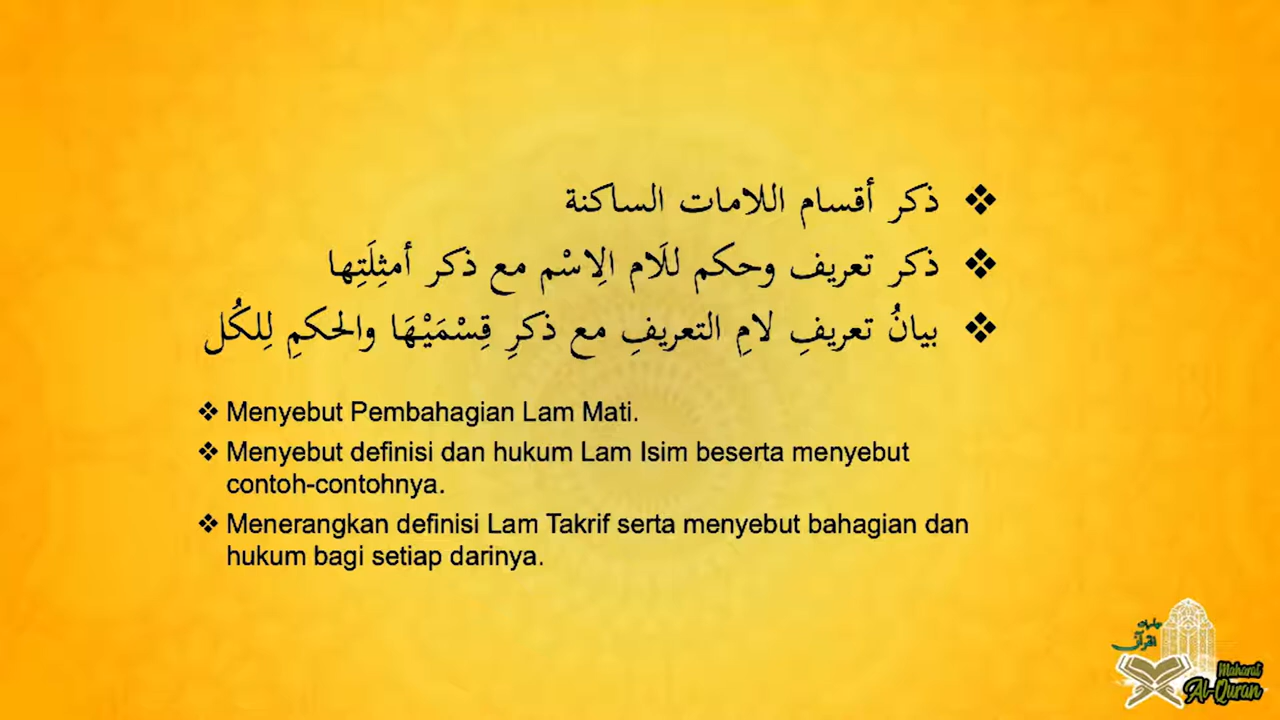 ❖ ذكر أقسام اللامات الساكنة
❖ ذكر تعريف وحكم للَام الِاسْم مع ذكر أمثِلَتِها
❖ بيانُ تعريفِ لامِ التعريفِ مع ذكرِ قِسْمَيْهَا والحكمِ لِلكُل
❖ Menyebut Pembahagian Lam Mati.
❖ Menyebut definisi dan hukum Lam Isim beserta menyebut
contoh-contohnya.
❖ Menerangkan definisi Lam Takrif serta menyebut bahagian dan
hukum bagi setiap darinya.
القرآن
Maharat
Al-Quran